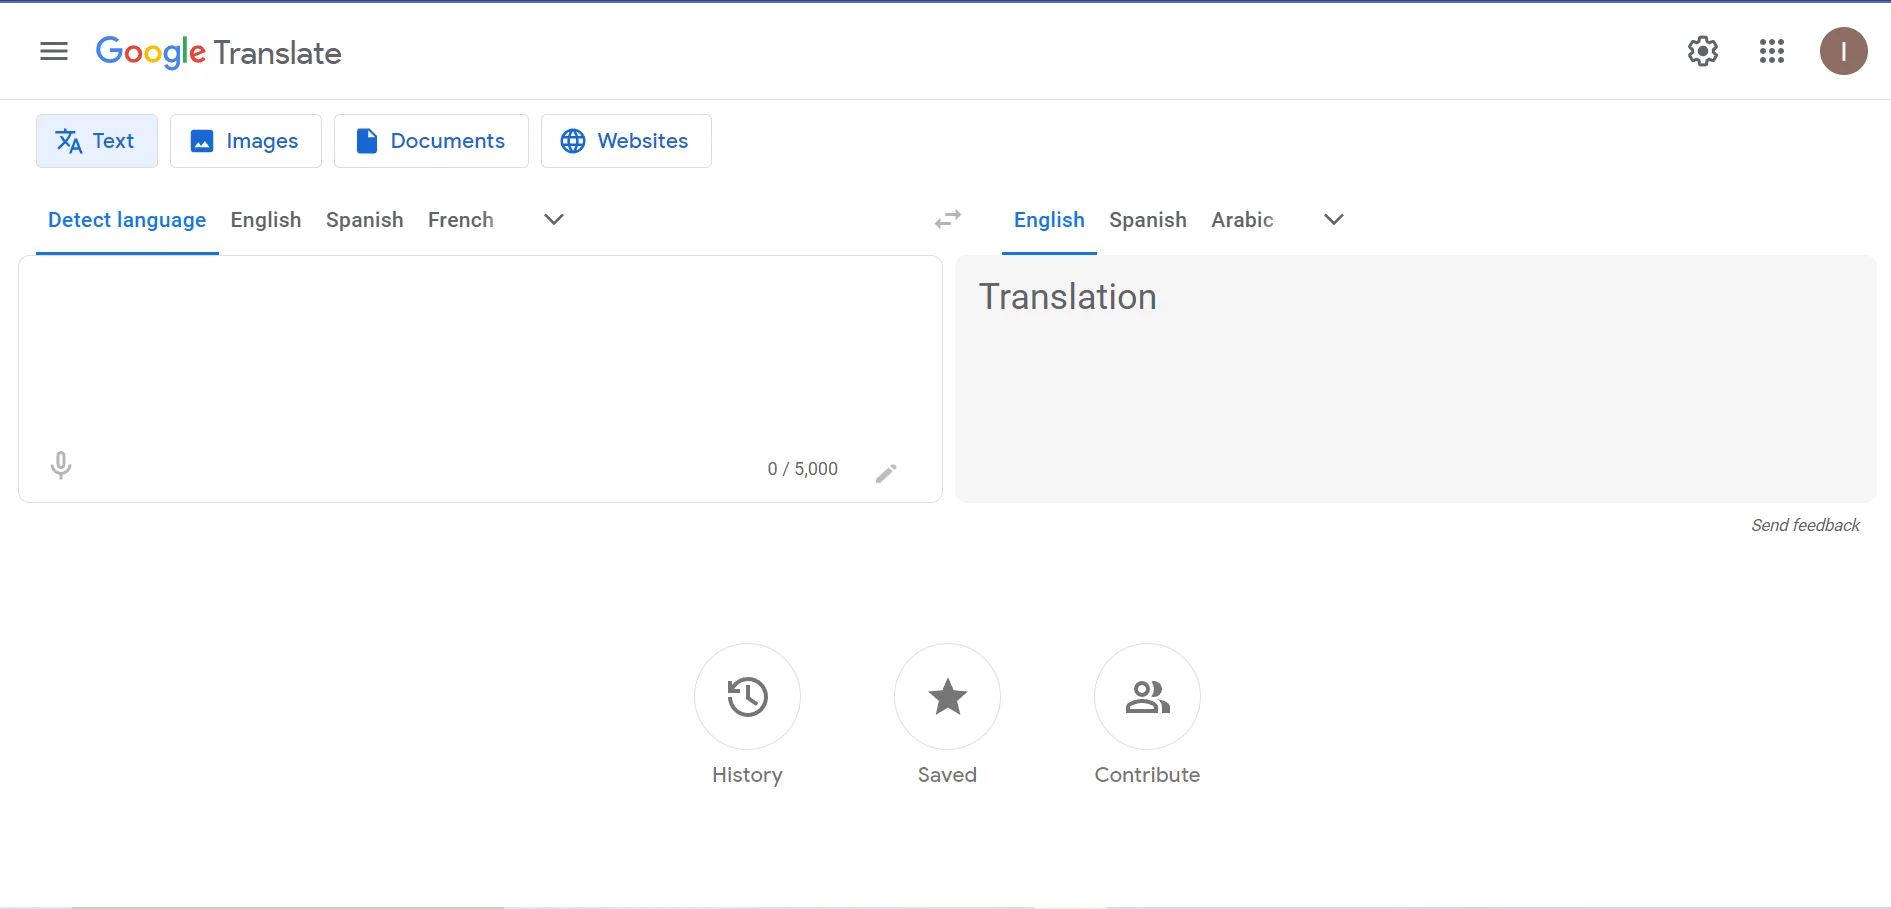 Google Translate
I
Text Images Documents Websites
Detect language English Spanish French
English Spanish Arabic
Translation
0 / 5,000
Send feedback
History Saved Contribute